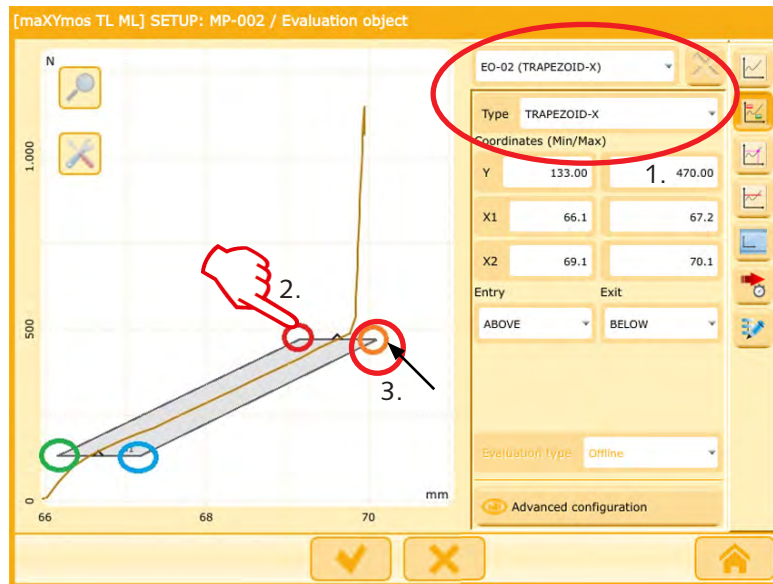 [maXYmos TL ML] SETUP: MP-002 / Evaluation object
N
1.000
500
0
66
68
70
mm
2.
3.
EO-02 (TRAPEZOID-X)
Type TRAPEZOID-X
Coordinates (Min/Max)
Y 133.00 1. 470.00
X1 66.1 67.2
X2 69.1 70.1
Entry Exit
ABOVE BELOW
Evaluation type Offline
Advanced configuration